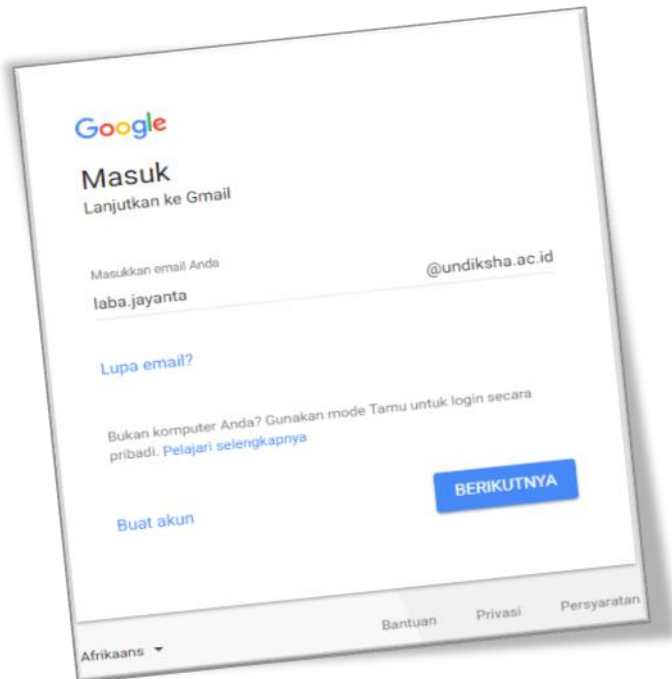 Google
Masuk
Lanjutkan ke Gmail
Masukkan email Anda
laba.jayanta @undiksha.ac.id
Lupa email?
Bukan komputer Anda? Gunakan mode Tamu untuk login secara
pribadi. Pelajari selengkapnya
Buat akun BERIKUTNYA
Afrikaans Bantuan Privasi Persyaratan